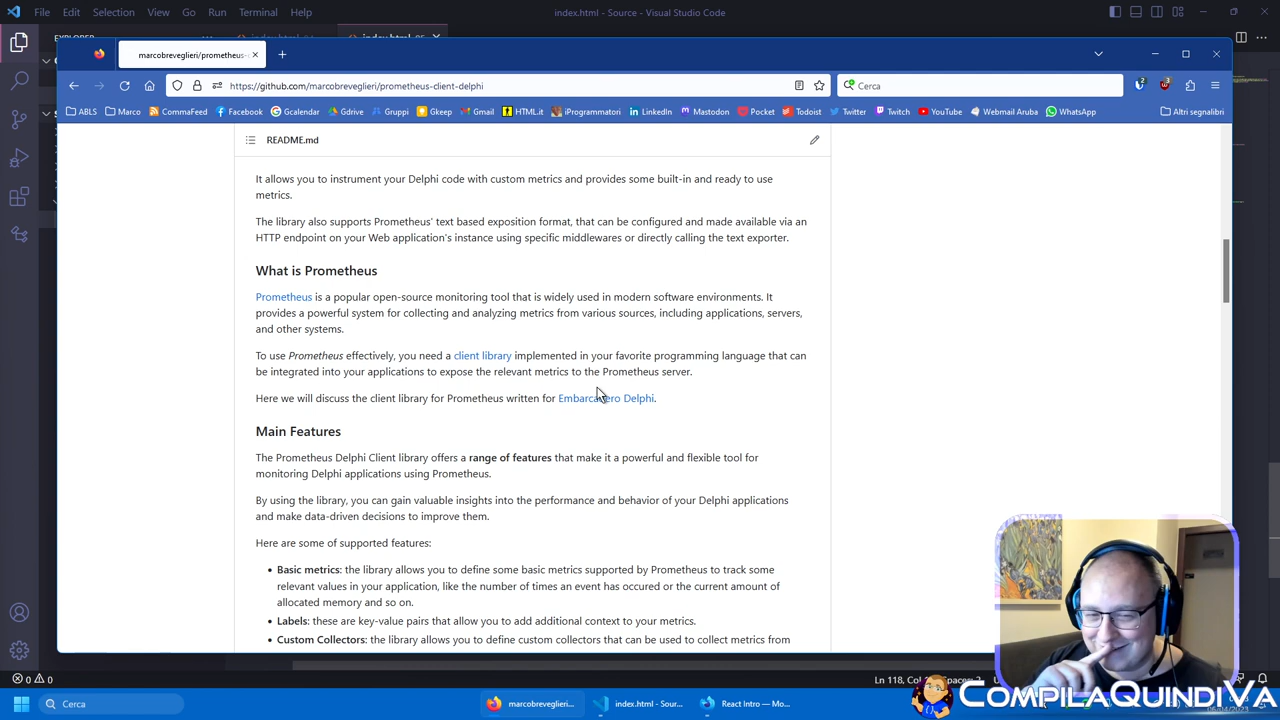 Edit Selection View Go Run Terminal Help index.html - Source - Visual Studio Code
EXPLORER index.html
marcobreveglieri/prometheus-
https://github.com/marcobreveglieri/prometheus-client-delphi
Cerca
2 3
ABLS Marco CommaFeed Facebook Gcalendar Gdrive Gruppi Gkeep Gmail HTML.it iProgrammatori LinkedIn Mastodon Pocket Todoist Twitter Twitch YouTube Webmail Aruba WhatsApp Altri segnalibri
README.md
It allows you to instrument your Delphi code with custom metrics and provides some built-in and ready to use
metrics.
The library also supports Prometheus' text based exposition format, that can be configured and made available via an
HTTP endpoint on your Web application's instance using specific middlewares or directly calling the text exporter.
What is Prometheus
Prometheus is a popular open-source monitoring tool that is widely used in modern software environments. It
provides a powerful system for collecting and analyzing metrics from various sources, including applications, servers,
and other systems.
To use Prometheus effectively, you need a client library implemented in your favorite programming language that can
be integrated into your applications to expose the relevant metrics to the Prometheus server.
Here we will discuss the client library for Prometheus written for Embarcadero Delphi.
Main Features
The Prometheus Delphi Client library offers a range of features that make it a powerful and flexible tool for
monitoring Delphi applications using Prometheus.
By using the library, you can gain valuable insights into the performance and behavior of your Delphi applications
and make data-driven decisions to improve them.
Here are some of supported features:
• Basic metrics: the library allows you to define some basic metrics supported by Prometheus to track some
relevant values in your application, like the number of times an event has occured or the current amount of
allocated memory and so on.
• Labels: these are key-value pairs that allow you to add additional context to your metrics.
• Custom Collectors: the library allows you to define custom collectors that can be used to collect metrics from
0 0 Ln 118, Col
Cerca marcobreveglieri/prom... index.html - Sour... React Intro — Mo...
COMPILAQUINDIVA